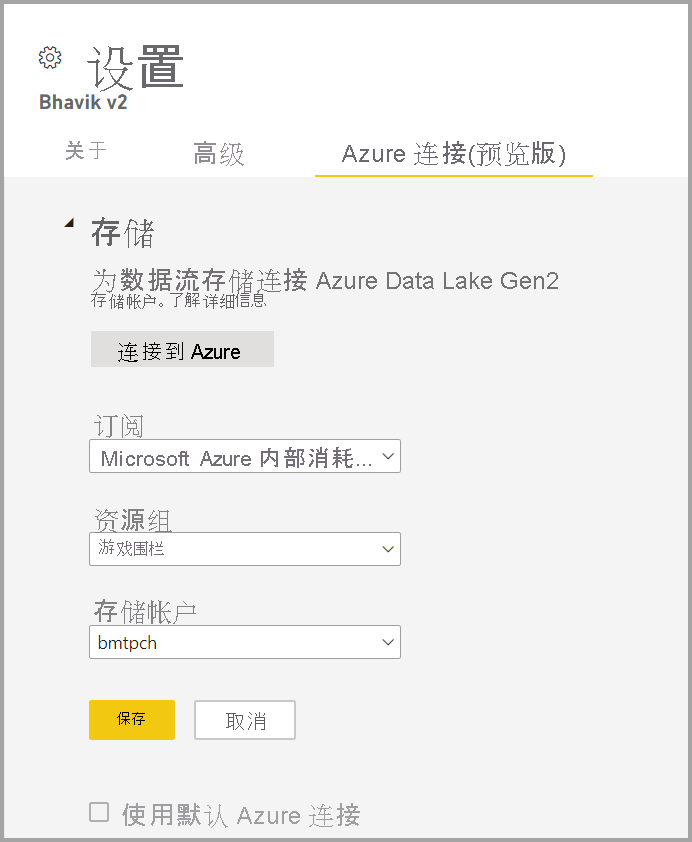 设置
Bhavik v2
关于 高级 Azure 连接(预览版)
存储
为数据流存储连接 Azure Data Lake Gen2
存储帐户。了解详细信息
连接到 Azure
订阅
Microsoft Azure 内部消耗...
资源组
游戏围栏
存储帐户
bmtpch
保存 取消
使用默认 Azure 连接